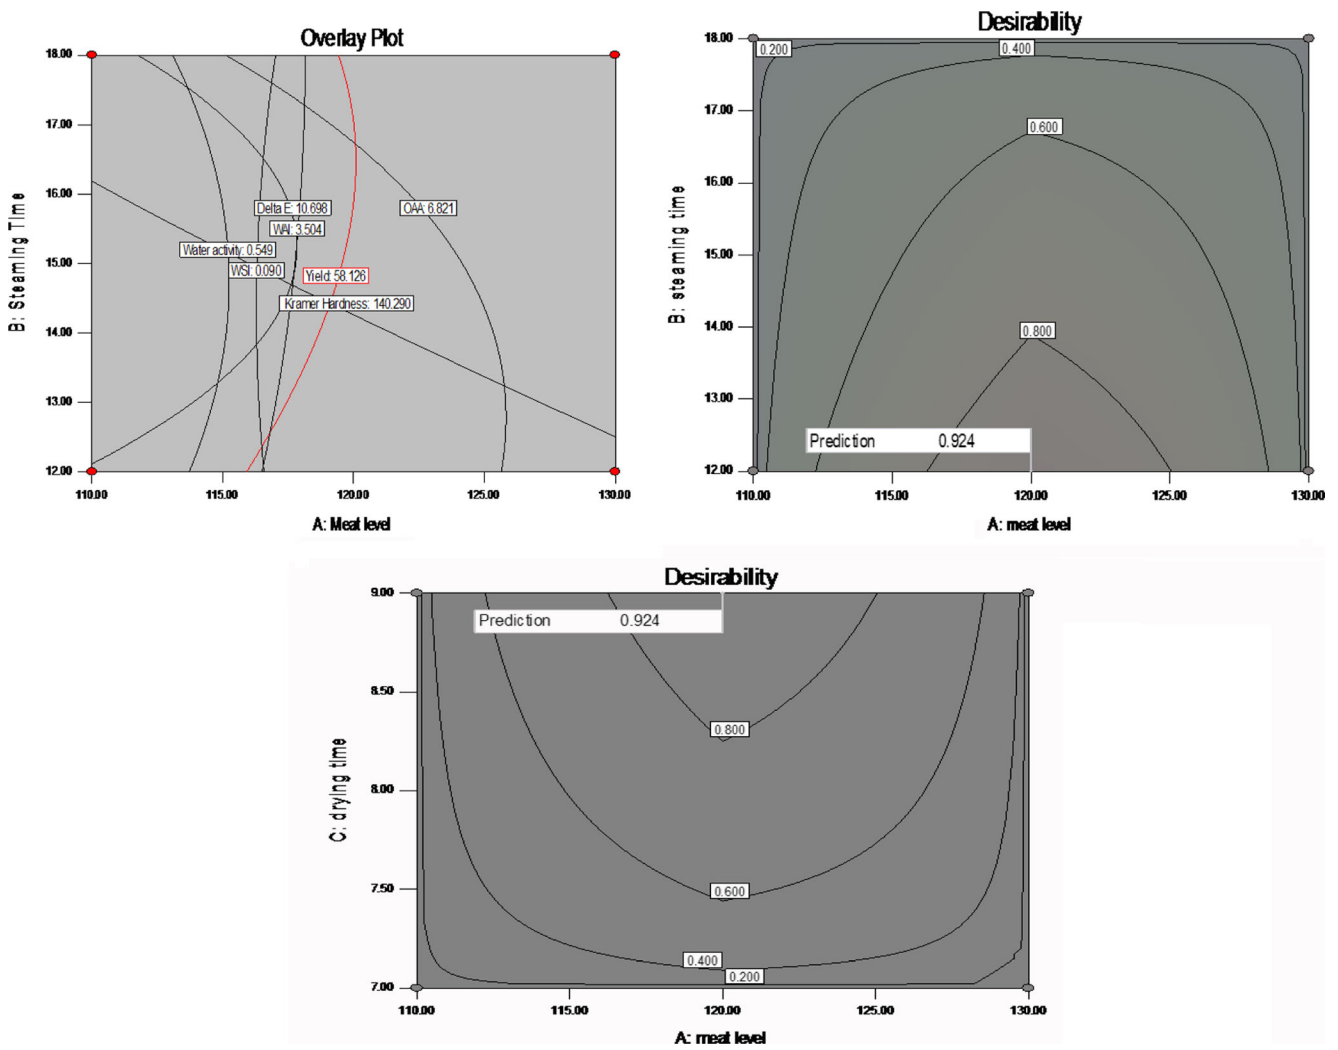 Overlay Plot
18.00
17.00
16.00
15.00
14.00
13.00
12.00
B: Steaming Time
Delta E: 10.698
OAA: 6.821
WAI: 3.504
Water activity: 0.549
WSI: 0.090
Yield: 58.126
Kramer Hardness: 140.290
110.00 115.00 120.00 125.00 130.00
A: Meat level
Desirability
18.00
17.00
16.00
15.00
14.00
13.00
12.00
B: steaming time
0.200
0.400
0.600
0.800
Prediction 0.924
110.00 115.00 120.00 125.00 130.00
A: meat level
Desirability
9.00
8.50
8.00
7.50
7.00
C: drying time
Prediction 0.924
0.800
0.600
0.400
0.200
110.00 115.00 120.00 125.00 130.00
A: meat level